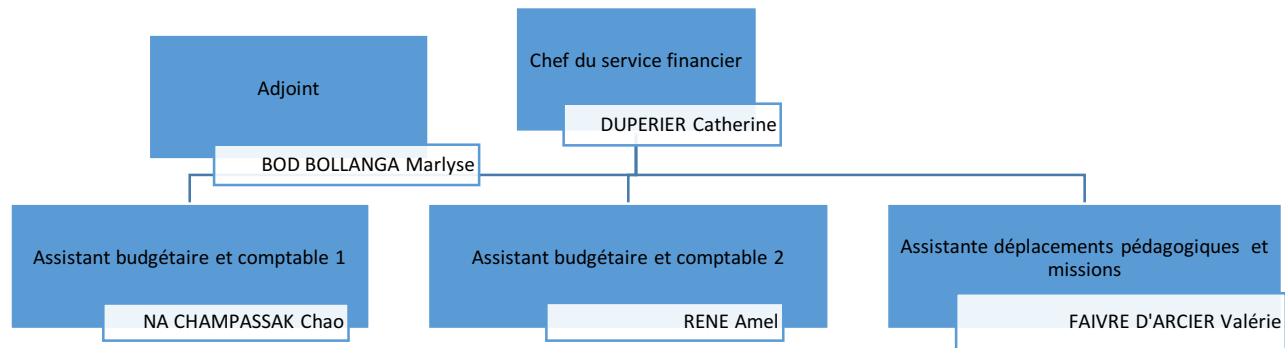 Chef du service financier
DUPERIER Catherine
Adjoint
BOD BOLLANGA Marlyse
Assistant budgétaire et comptable 1
NA CHAMPASSAK Chao
Assistant budgétaire et comptable 2
RENE Amel
Assistante déplacements pédagogiques et
missions
FAIVRE D'ARCIER Valérie